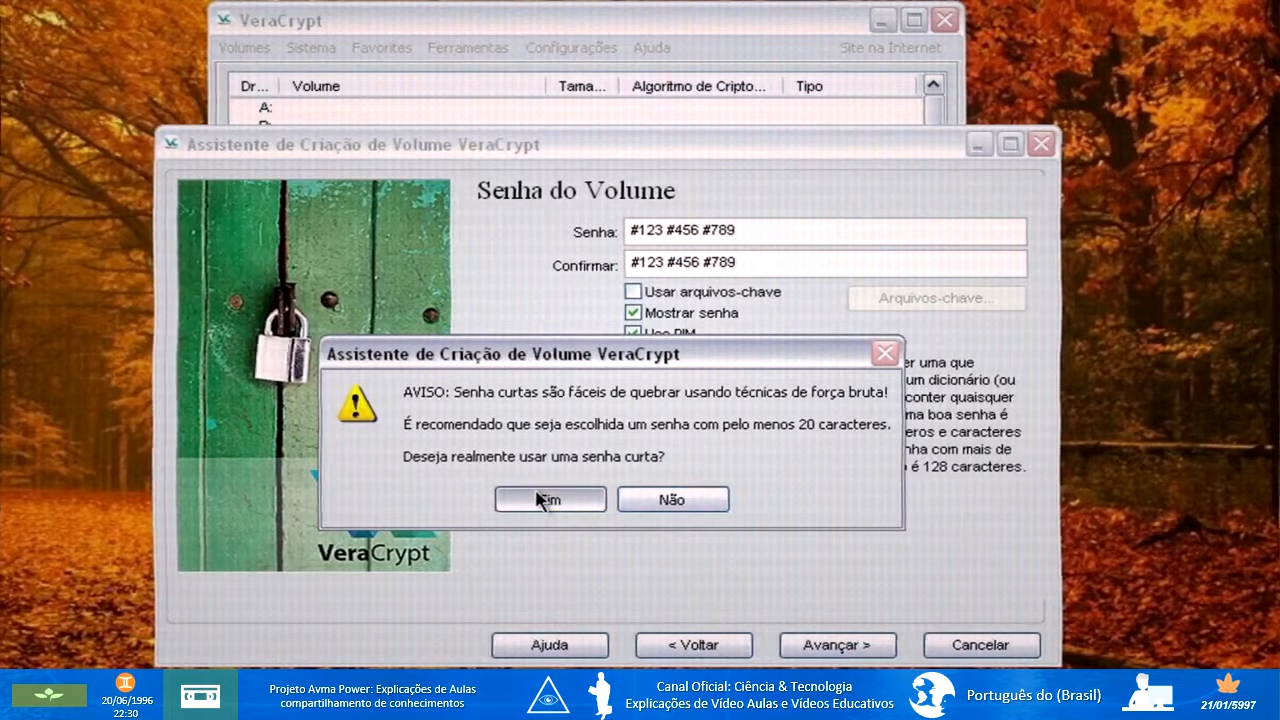 VeraCrypt
Volumes Sistema Favorites Ferramentas Configurações Ajuda Site na Internet
Dr... Volume Tama... Algoritmo de Cripto... Tipo
A:
Assistente de Criação de Volume VeraCrypt
Senha do Volume
Senha: #123 #456 #789
Confirmar: #123 #456 #789
Usar arquivos-chave Arquivos-chave...
Mostrar senha
Assistente de Criação de Volume VeraCrypt
AVISO: Senha curtas são fáceis de quebrar usando técnicas de força bruta!
É recomendado que seja escolhida um senha com pelo menos 20 caracteres.
Deseja realmente usar uma senha curta?
Não
er uma que
um dicionário (ou
conter quaisquer
ma boa senha é
eros e caracteres
nha com mais de
é 128 caracteres.
VeraCrypt
Ajuda < Voltar Avançar > Cancelar
20/06/1996
22:30
Projeto Avma Power: Explicações de Aulas
compartilhamento de conhecimentos
Canal Oficial: Ciência & Tecnologia
Explicações de Vídeo Aulas e Vídeos Educativos
Português do (Brasil)
21/01/5997